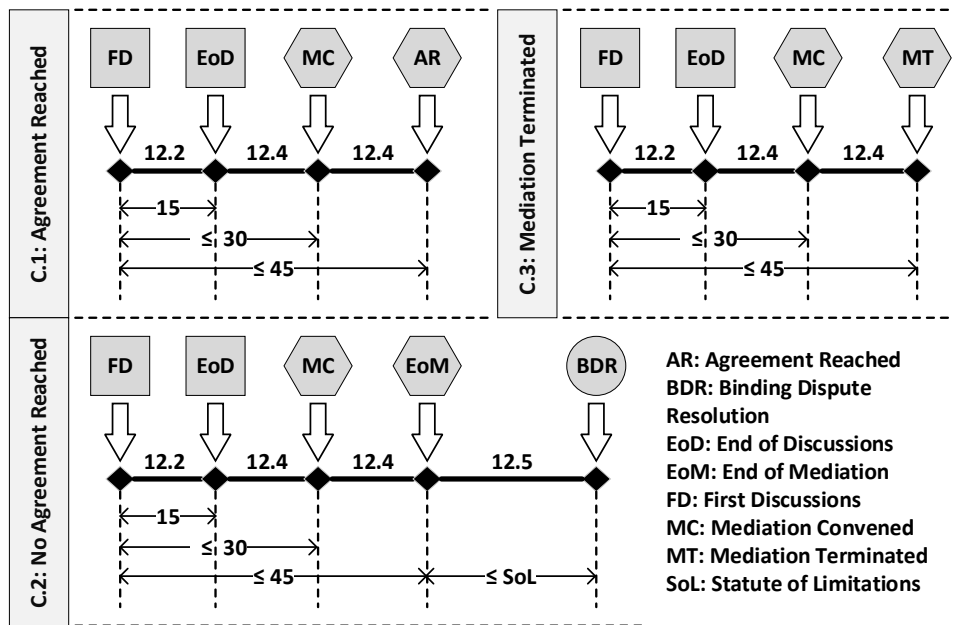 C.1: Agreement Reached
FD
EoD
MC
AR
12.2
12.4
12.4
15
≤ 30
≤ 45
C.3: Mediation Terminated
FD
EoD
MC
MT
12.2
12.4
12.4
15
≤ 30
≤ 45
C.2: No Agreement Reached
FD
EoD
MC
EoM
BDR
12.2
12.4
12.4
12.5
15
≤ 30
≤ 45
≤ SoL
AR: Agreement Reached
BDR: Binding Dispute
Resolution
EoD: End of Discussions
EoM: End of Mediation
FD: First Discussions
MC: Mediation Convened
MT: Mediation Terminated
SoL: Statute of Limitations